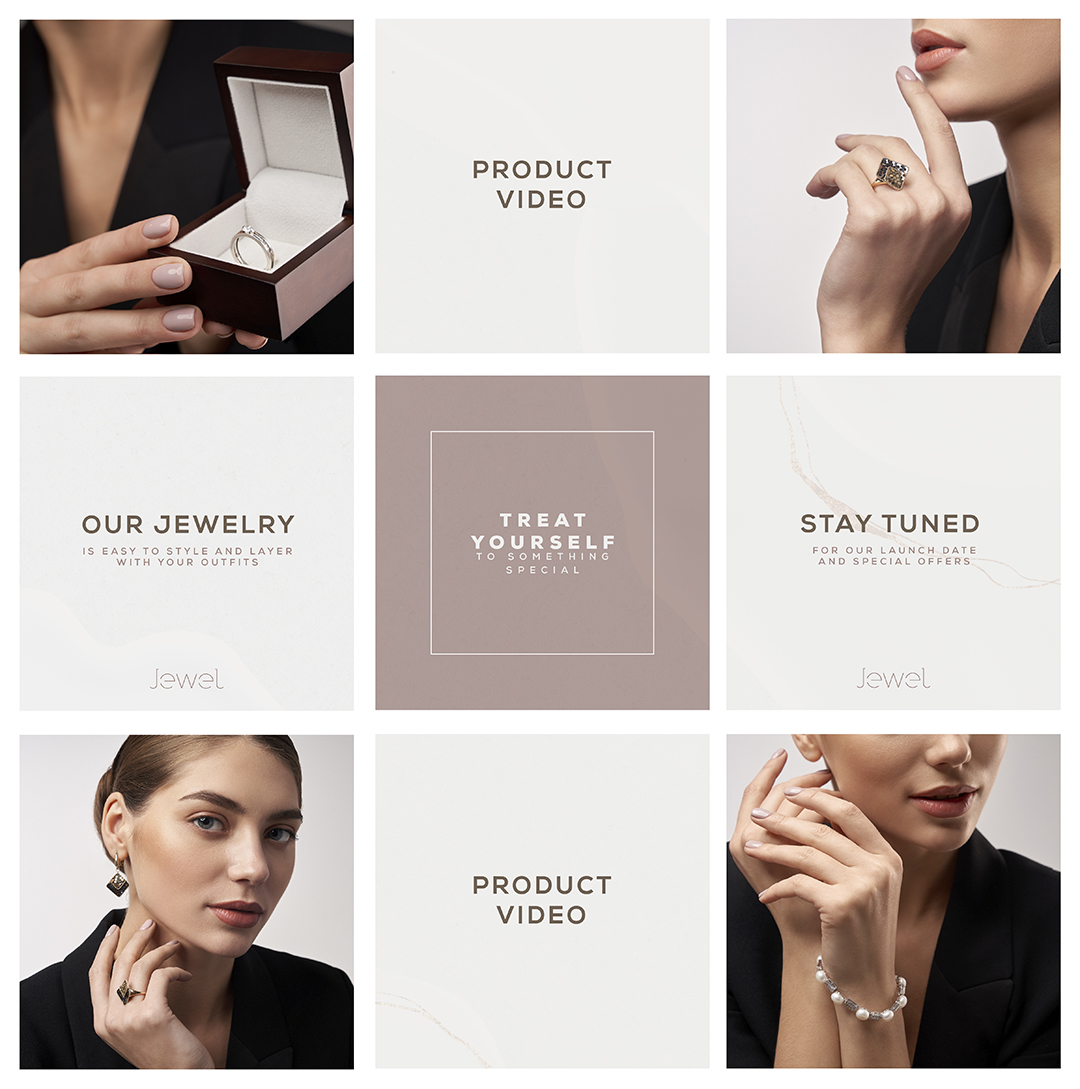 PRODUCT
VIDEO
OUR JEWELRY
IS EASY TO STYLE AND LAYER
WITH YOUR OUTFITS
Jewel
TREAT
YOURSELF
TO SOMETHING
SPECIAL
STAY TUNED
FOR OUR LAUNCH DATE
AND SPECIAL OFFERS
Jewel
PRODUCT
VIDEO